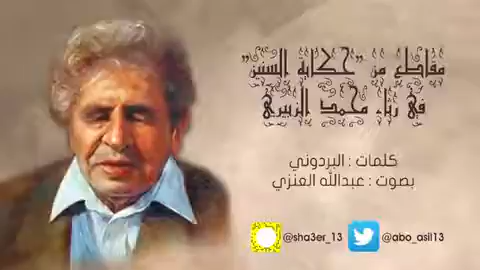 مقاطع من "حكاية السنين"
في رثاء محمد الزبيري
كلمات : البردوني
بصوت : عبدالله العنزي
@sha3er_13 @abo_asil13